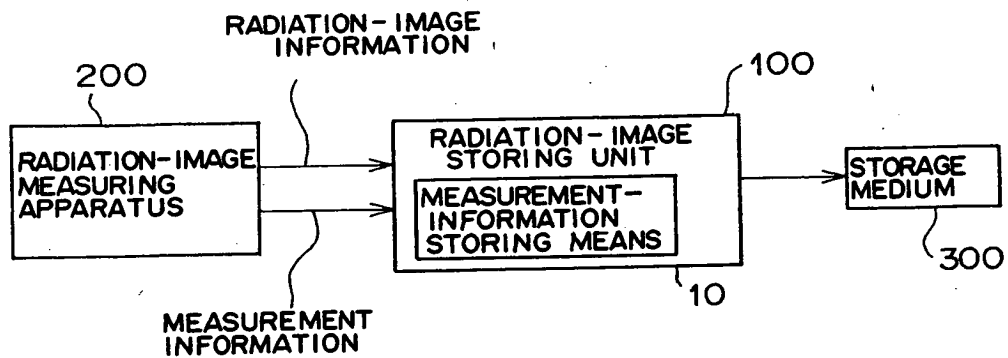 RADIATION-IMAGE
INFORMATION
200
100
RADIATION-IMAGE
MEASURING
APPARATUS
RADIATION-IMAGE
STORING UNIT
MEASUREMENT-
INFORMATION
STORING MEANS
STORAGE
MEDIUM
10
300
MEASUREMENT
INFORMATION